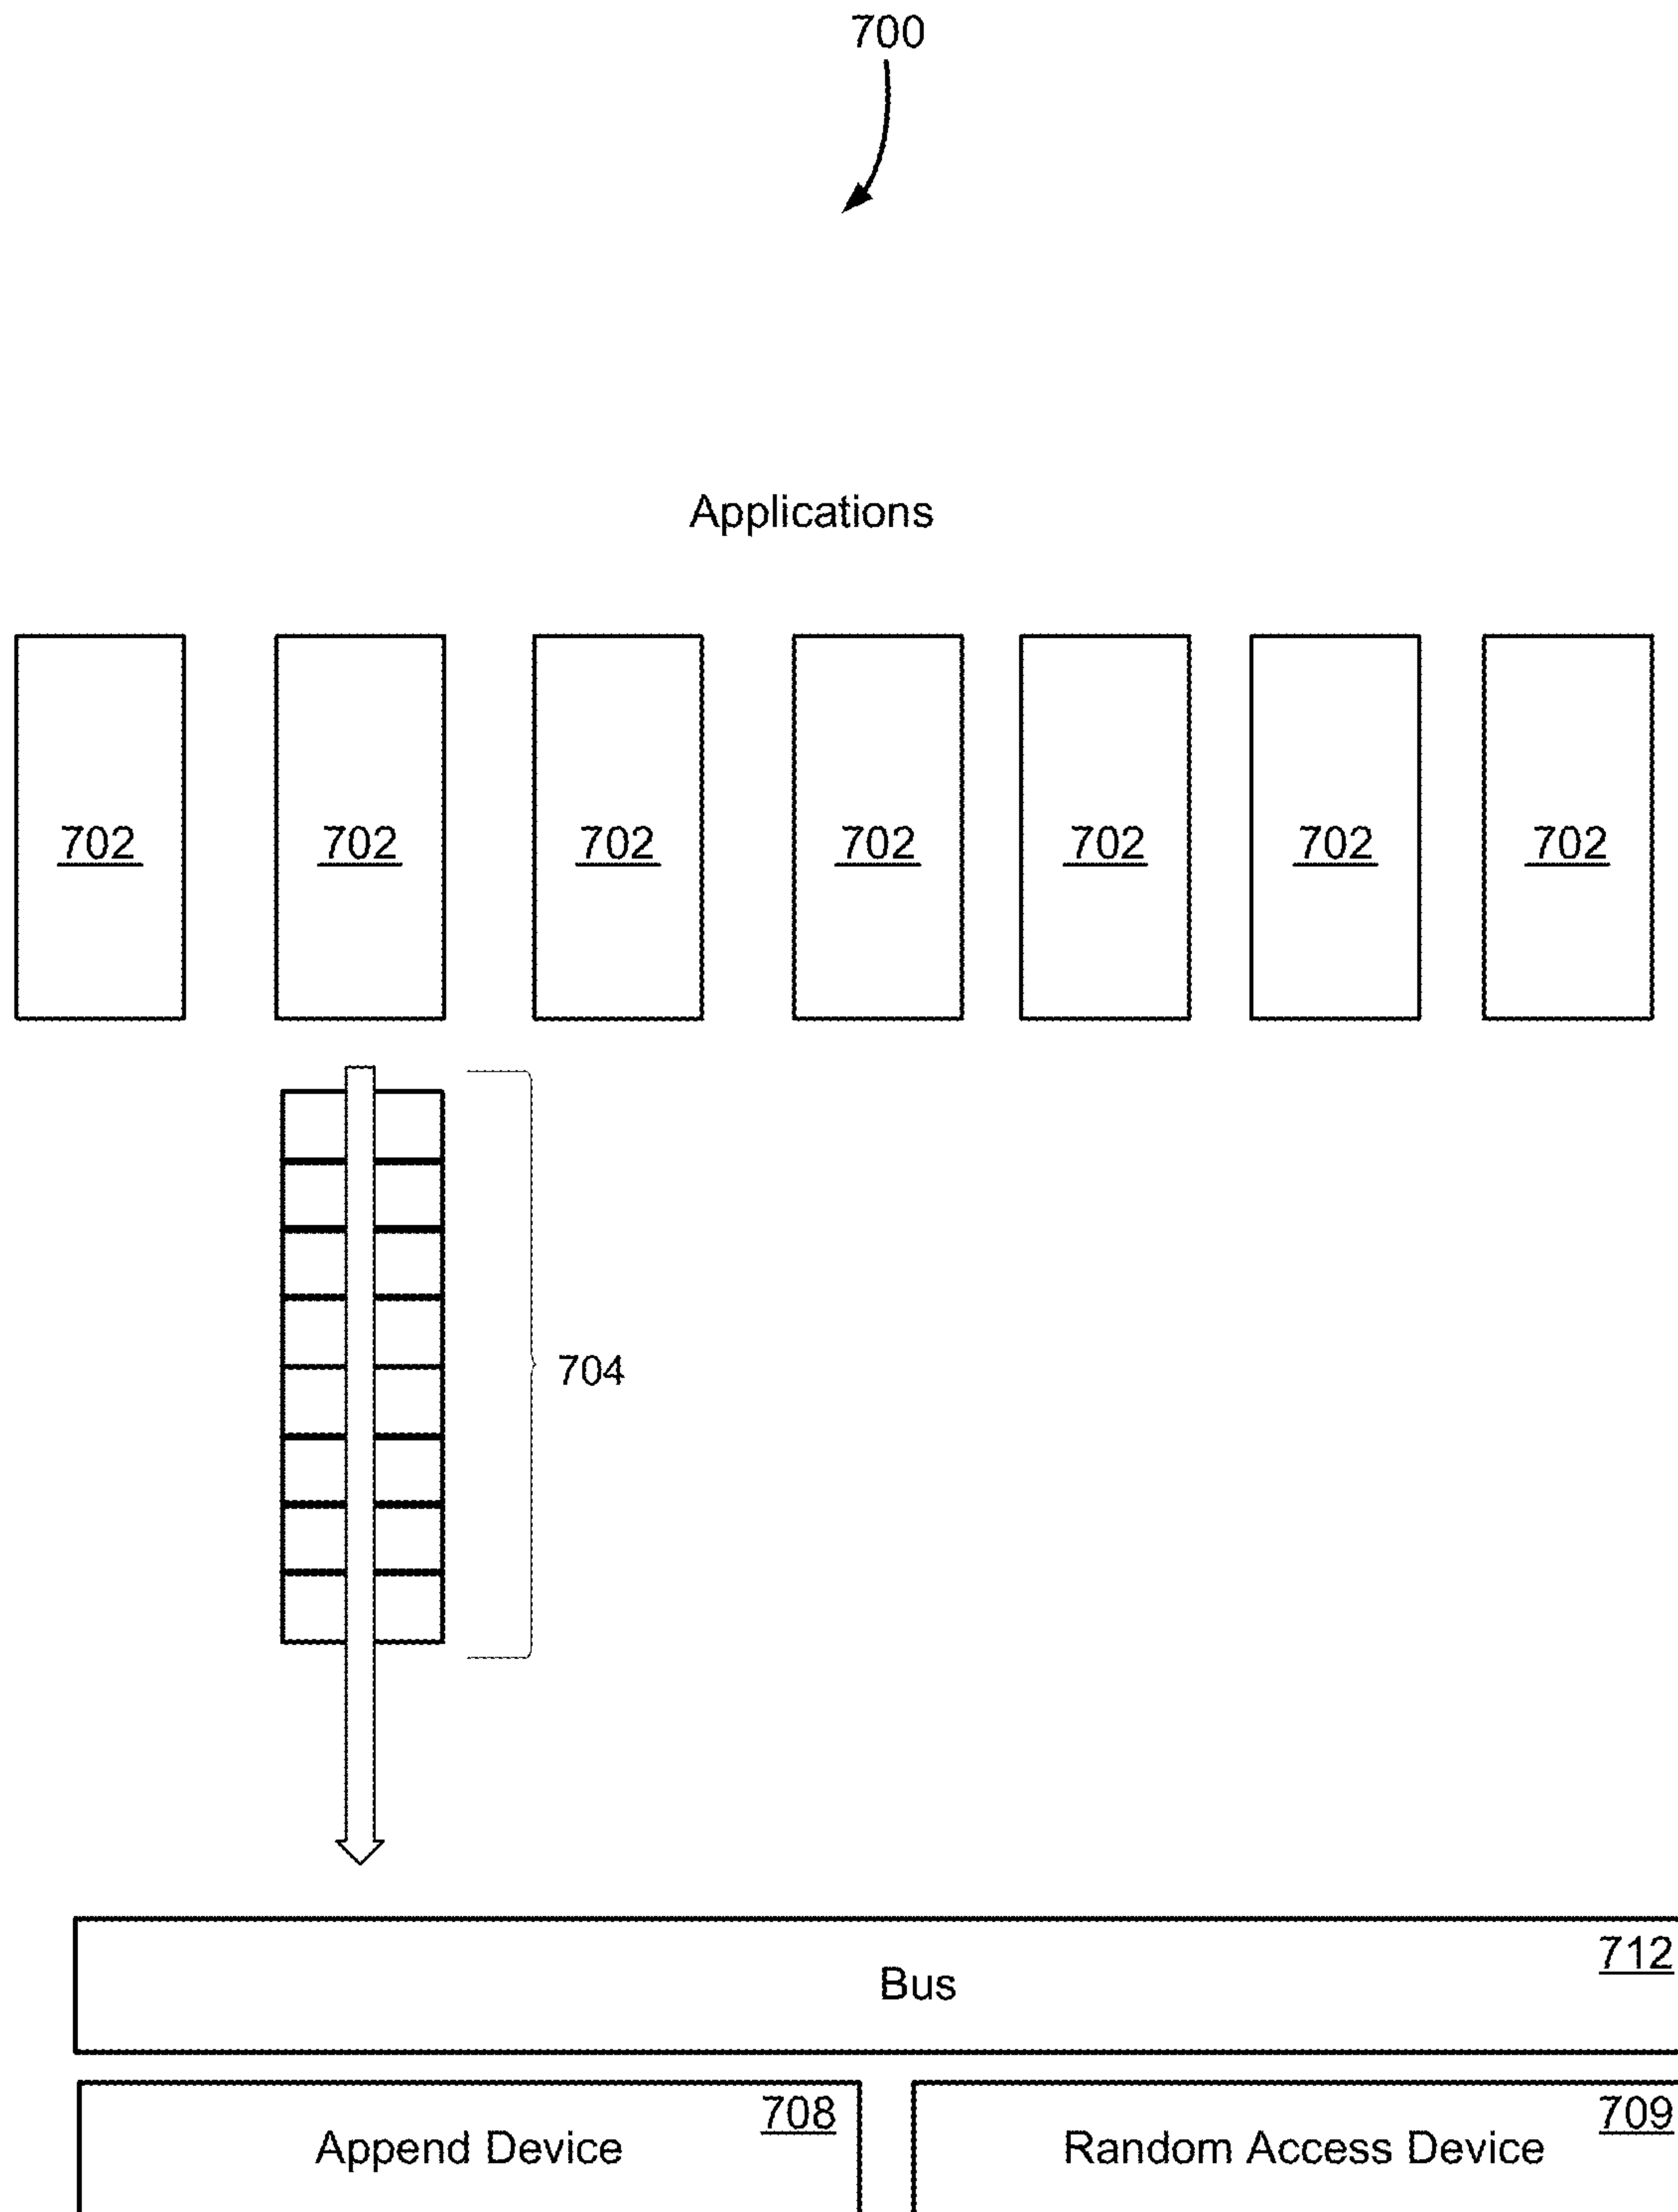 700
Applications
702 702 702 702 702 702 702
704
712
Bus
708 709
Append Device Random Access Device